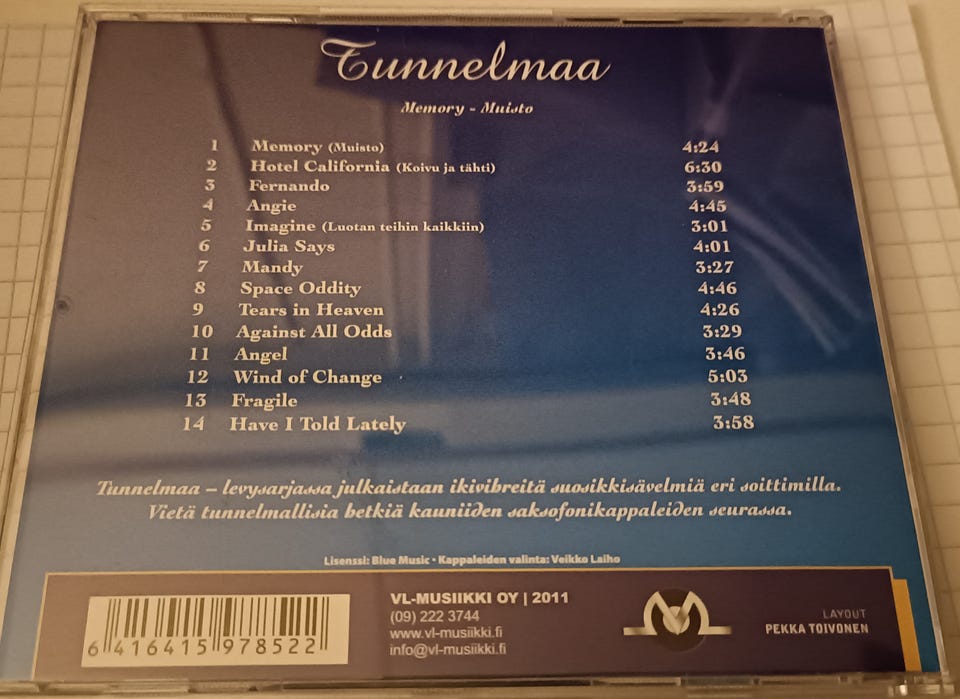 Tunnelmaa
Memory - Muisto
1 Memory (Muisto) 4:24
2 Hotel California (Koivu ja tähti) 6:30
3 Fernando 3:59
4 Angie 4:45
5 Imagine (Luotan teihin kaikkiin) 3:01
6 Julia Says 4:01
7 Mandy 3:27
8 Space Oddity 4:46
9 Tears in Heaven 4:26
10 Against All Odds 3:29
11 Angel 3:46
12 Wind of Change 5:03
13 Fragile 3:48
14 Have I Told Lately 3:58
Tunnelmaa – levysarjassa julkaistaan ikivihreitä suosikkisävelmiä eri soittimilla.
Vietä tunnelmallisia hetkiä kauniiden saksofonikappaleiden seurassa.
Lisenssi: Blue Music • Kappaleiden valinta: Veikko Laiho
6 416415 978522
VL-MUSIIKKI OY | 2011
(09) 222 3744
www.vl-musiikki.fi
info@vl-musiikki.fi
LAYOUT
PEKKA TOIVONEN